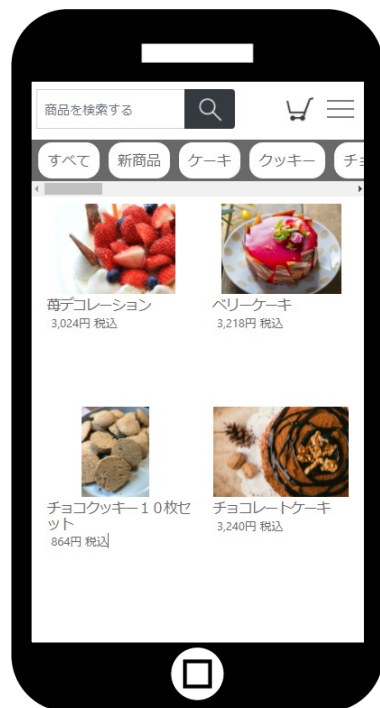 商品を検索する
すべて
新商品
ケーキ
クッキー
苺デコレーション
3,024円 税込
ベリーケーキ
3,218円 税込
チョコクッキー１０枚セ
ット
864円 税込
チョコレートケーキ
3,240円 税込